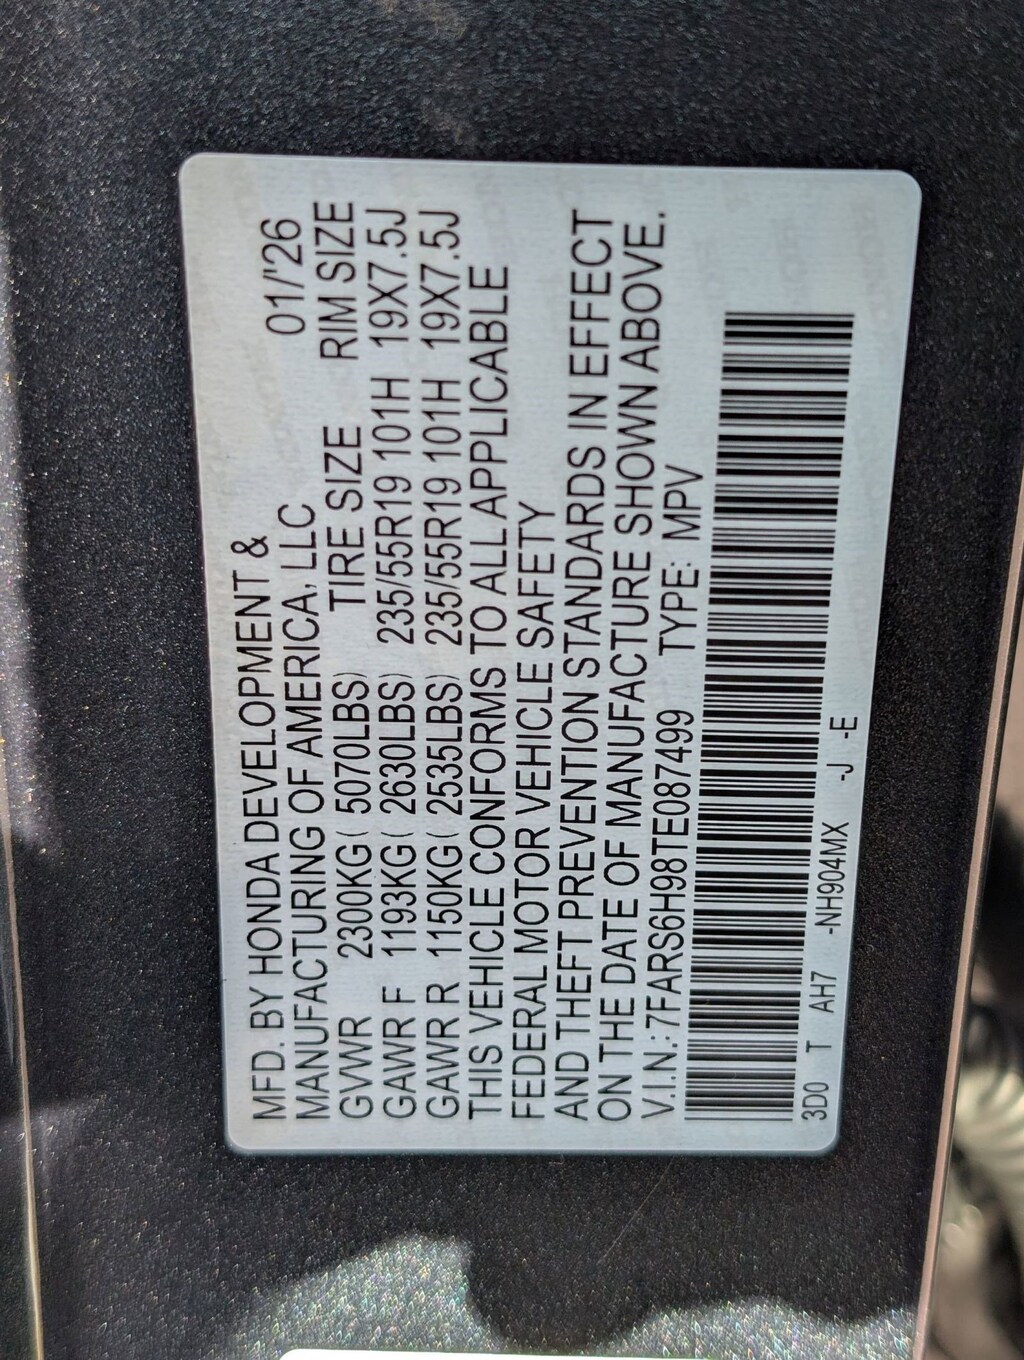 MFD. BY HONDA DEVELOPMENT &
MANUFACTURING OF AMERICA, LLC 01/'26
GVWR 2300KG ( 5070LBS) TIRE SIZE RIM SIZE
GAWR F 1193KG ( 2630LBS) 235/55R19 101H 19X7.5J
GAWR R 1150KG ( 2535LBS) 235/55R19 101H 19X7.5J
THIS VEHICLE CONFORMS TO ALL APPLICABLE
FEDERAL MOTOR VEHICLE SAFETY
AND THEFT PREVENTION STANDARDS IN EFFECT
ON THE DATE OF MANUFACTURE SHOWN ABOVE.
V.I.N.: 7FARS6H98TE087499 TYPE: MPV
3D0 T AH7 -NH904MX -J -E